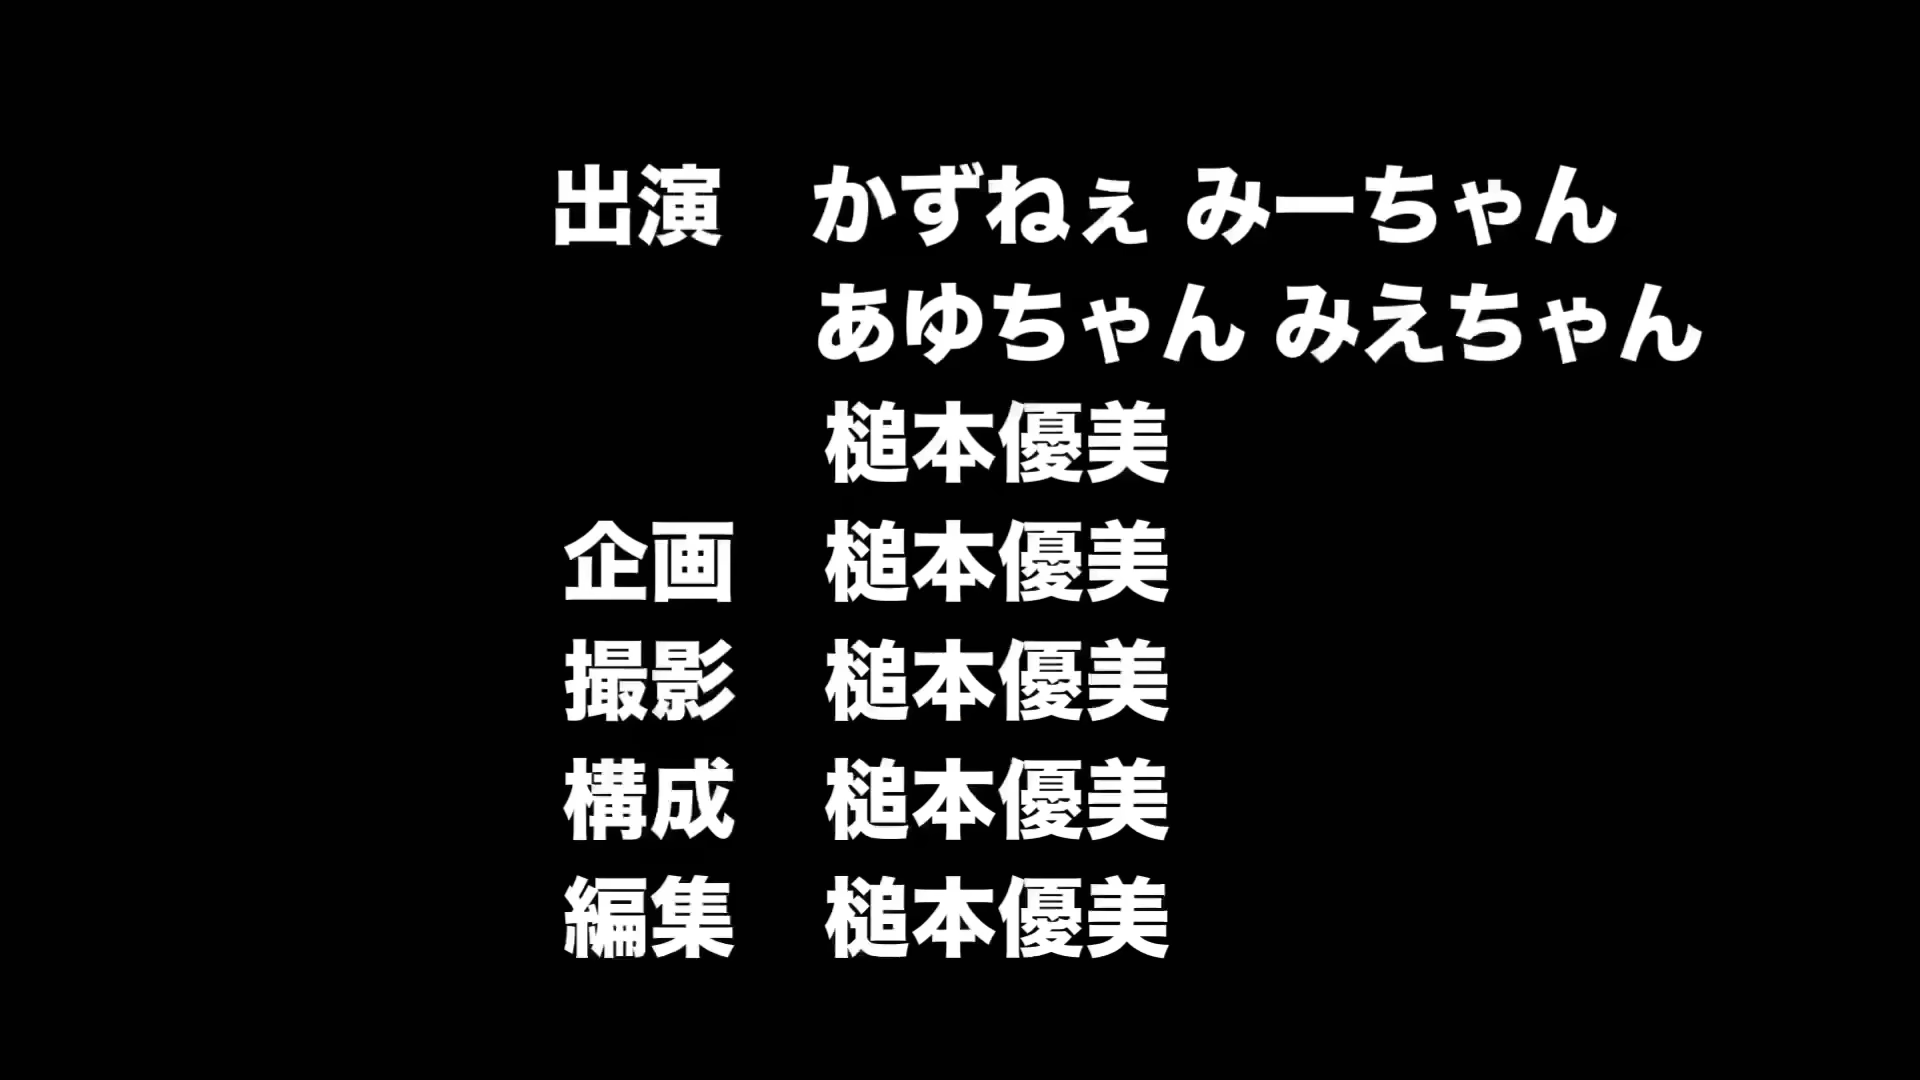 出演 かずねぇ みーちゃん
あゆちゃん みえちゃん
槌本優美
企画 槌本優美
撮影 槌本優美
構成 槌本優美
編集 槌本優美